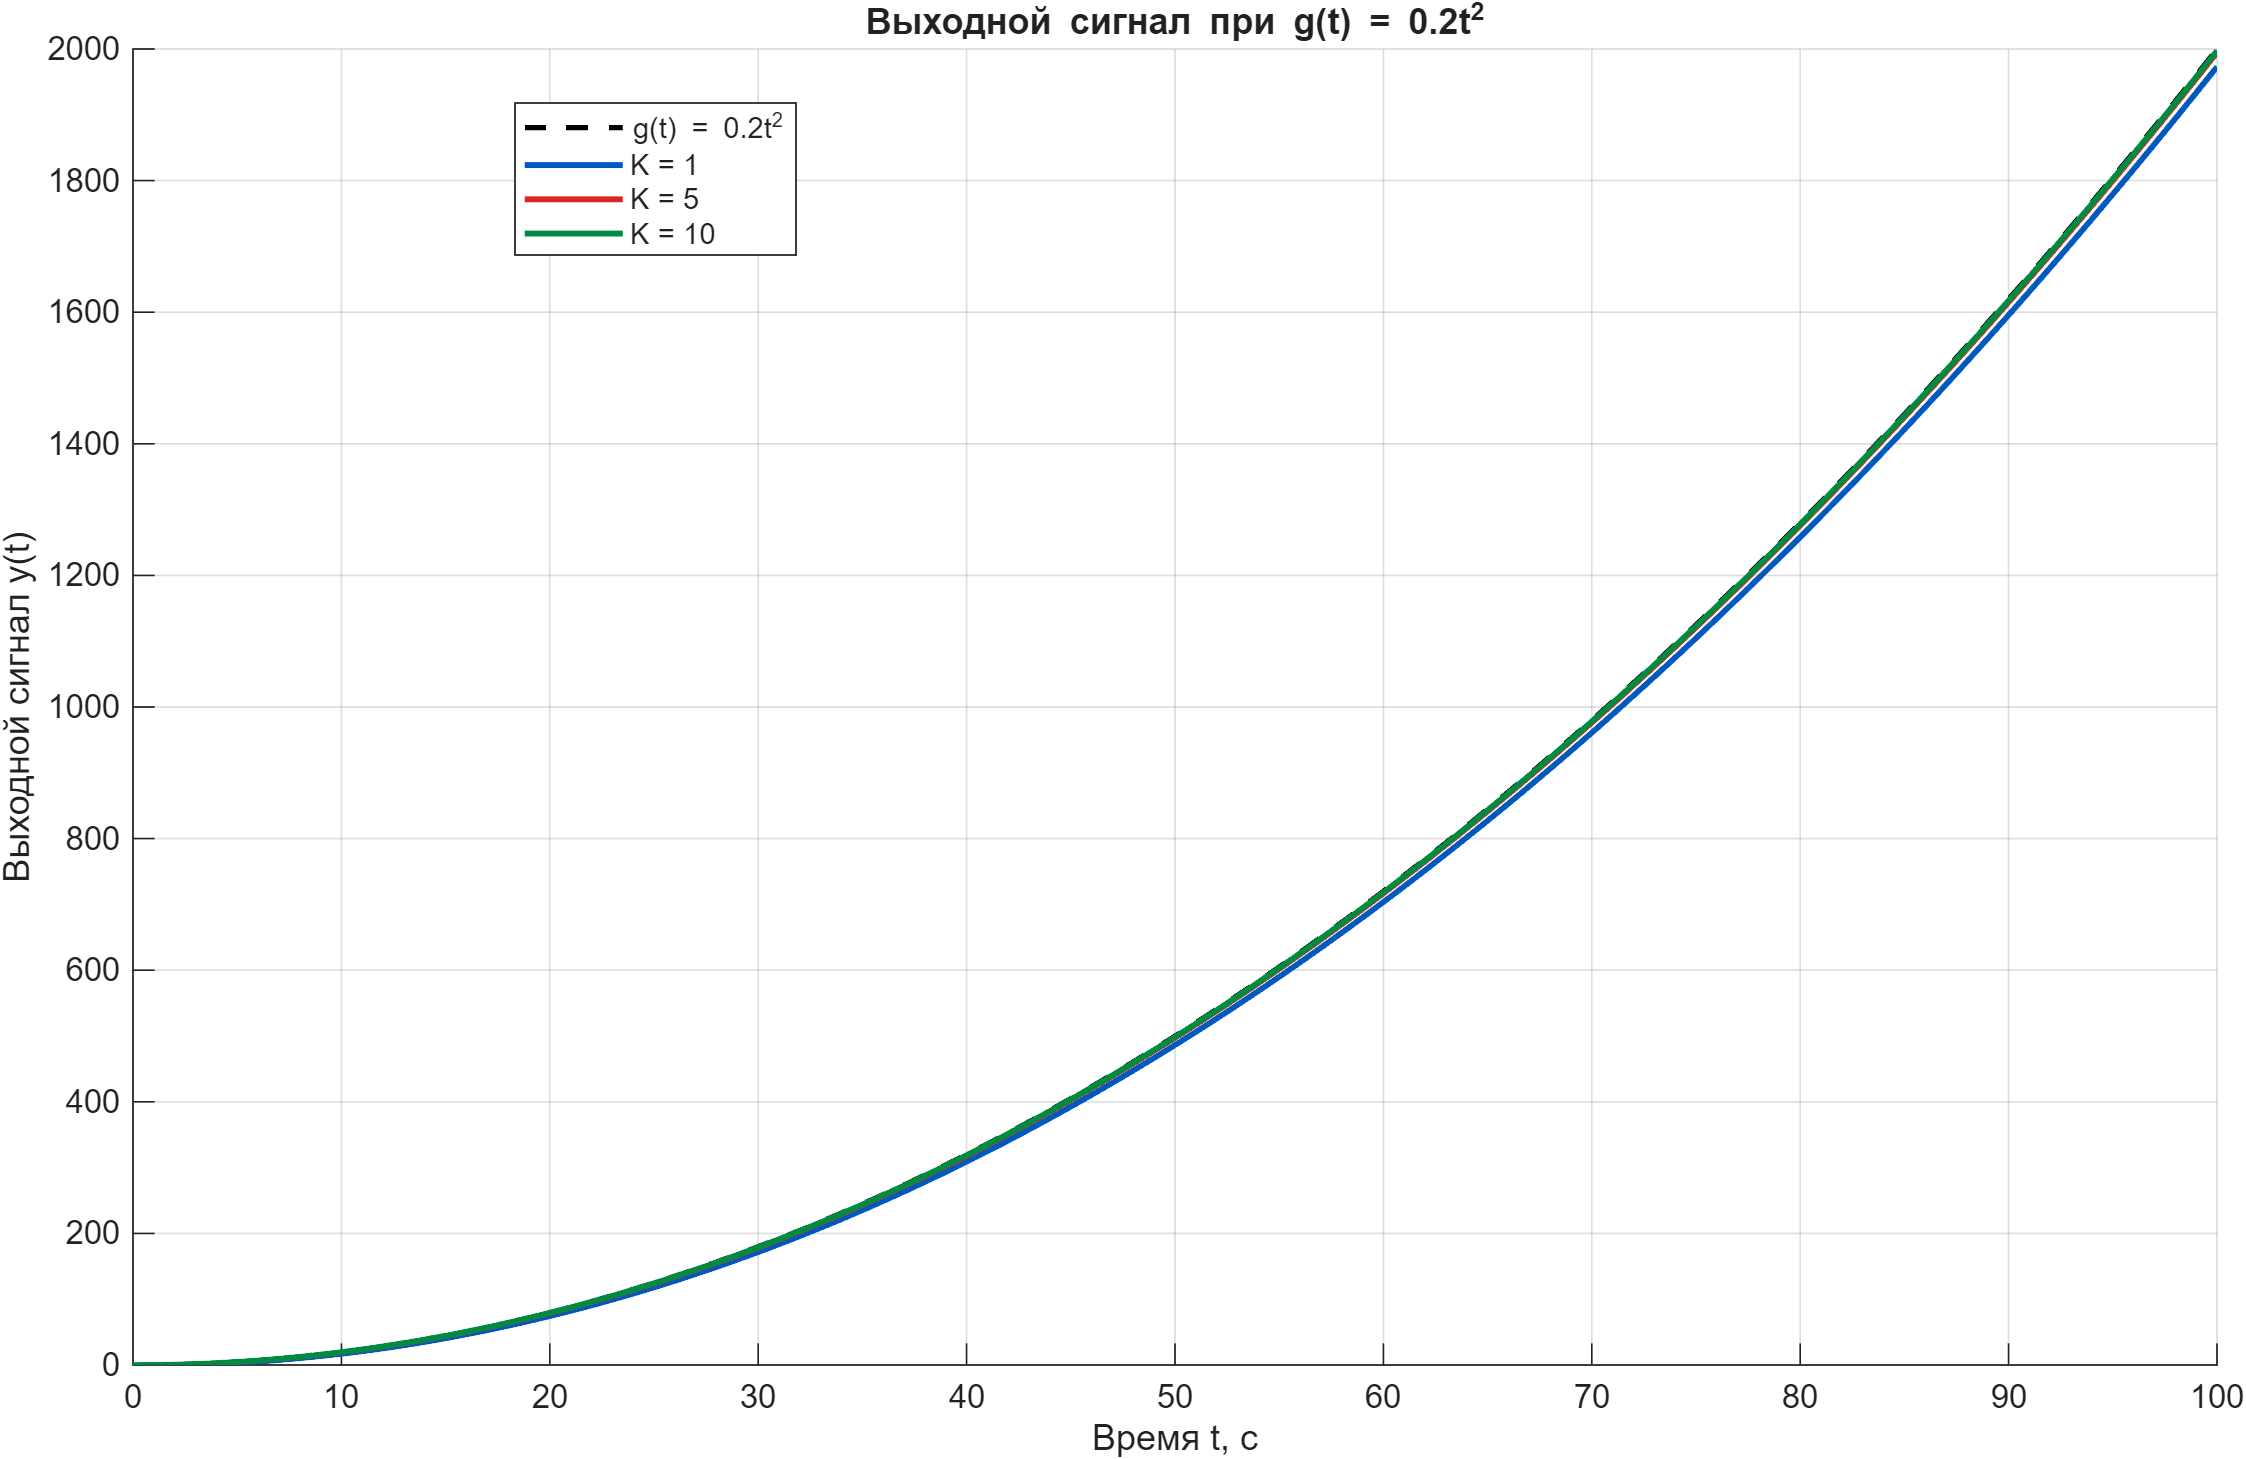 Выходной сигнал при g(t) = 0.2t²
2000
1800
1600
1400
1200
1000
800
600
400
200
0
g(t) = 0.2t²
K = 1
K = 5
K = 10
Выходной сигнал y(t)
0 10 20 30 40 50 60 70 80 90 100
Время t, с